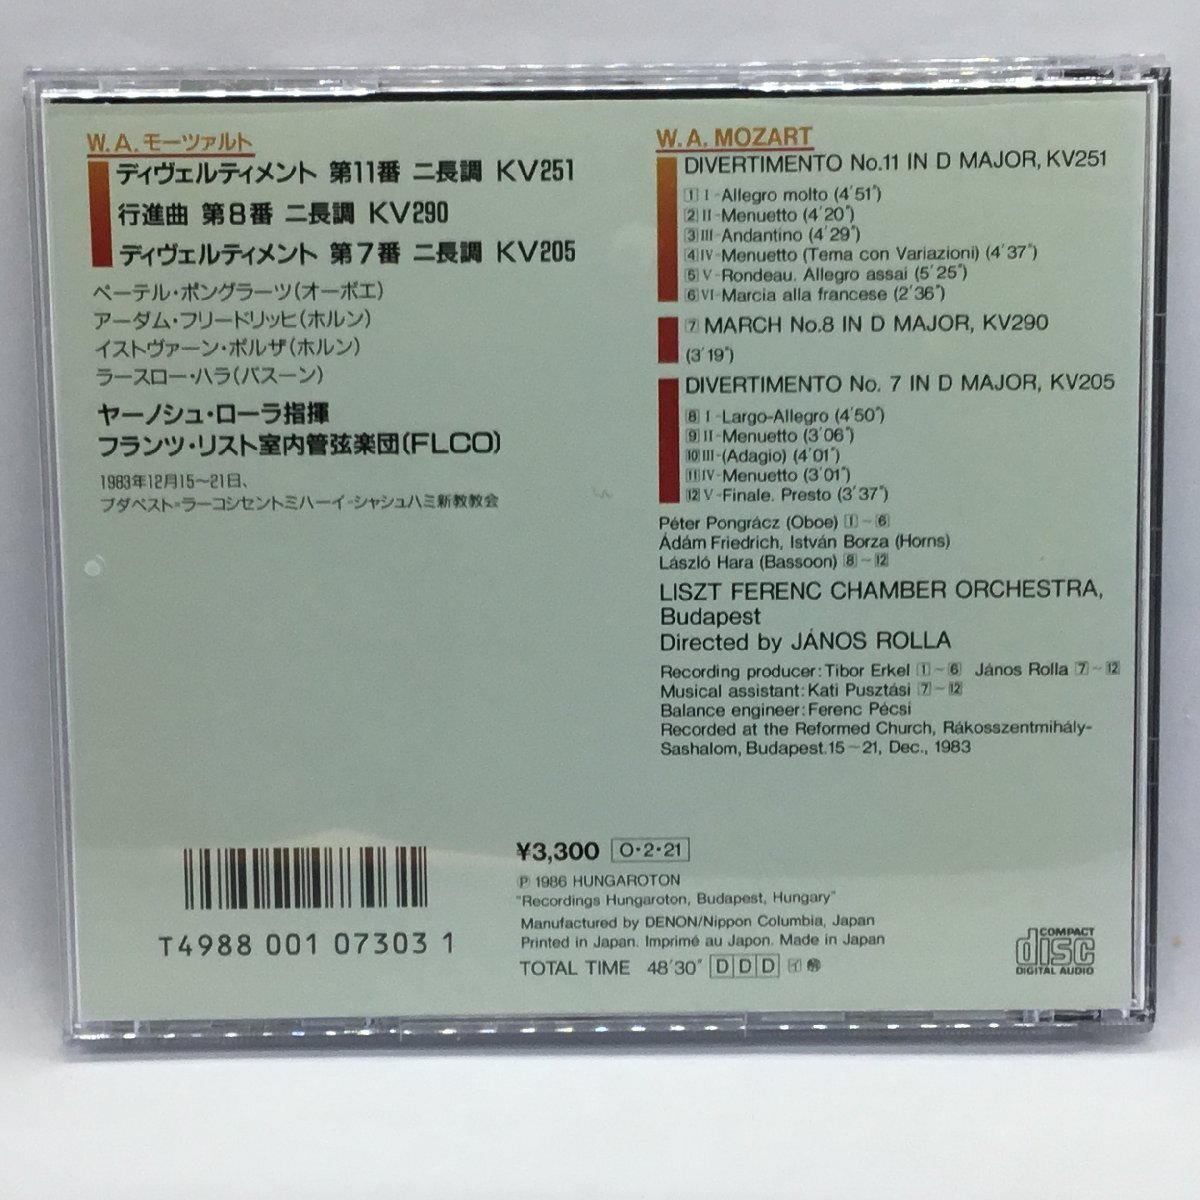 W.A.モーツァルト
ディヴェルティメント 第11番 ニ長調 KV251
行進曲 第8番 ニ長調 KV290
ディヴェルティメント 第7番 ニ長調 KV205
ペーテル・ポングラーツ(オーボエ)
アーダム・フリードリッヒ(ホルン)
イストヴァーン・ボルザ(ホルン)
ラースロー・ハラ(バスーン)
ヤーノシュ・ローラ指揮
フランツ・リスト室内管弦楽団(FLCO)
1983年12月15~21日、
ブダペスト=ラーコシセントミハーイ-シャシュハミ新教教会
W.A. MOZART
DIVERTIMENTO No.11 IN D MAJOR, KV251
1 I-Allegro molto (4'51")
2 II-Menuetto (4'20")
3 III-Andantino (4'29")
4 IV-Menuetto (Tema con Variazioni) (4'37")
5 V-Rondeau. Allegro assai (5'25")
6 VI-Marcia alla francese (2'36")
7 MARCH No.8 IN D MAJOR, KV290
(3'19")
DIVERTIMENTO No. 7 IN D MAJOR, KV205
8 I-Largo-Allegro (4'50")
9 II-Menuetto (3'06")
10 III-(Adagio) (4'01")
11 IV-Menuetto (3'01")
12 V-Finale. Presto (3'37")
Péter Pongrácz (Oboe) 1~6
Ádám Friedrich, István Borza (Horns)
László Hara (Bassoon) 8~12
LISZT FERENC CHAMBER ORCHESTRA,
Budapest
Directed by JÁNOS ROLLA
Recording producer: Tibor Erkel 1~6 János Rolla 7~12
Musical assistant: Kati Pusztási 7~12
Balance engineer: Ferenc Pécsi
Recorded at the Reformed Church, Rákosszentmihály-
Sashalom, Budapest.15~21, Dec., 1983
T4988 001 07303 1
¥3,300 O・2・21
Ⓟ 1986 HUNGAROTON
"Recordings Hungaroton, Budapest, Hungary"
Manufactured by DENON/Nippon Columbia, Japan
Printed in Japan. Imprimé au Japon. Made in Japan
TOTAL TIME 48'30" DDD
COMPACT
disc
DIGITAL AUDIO